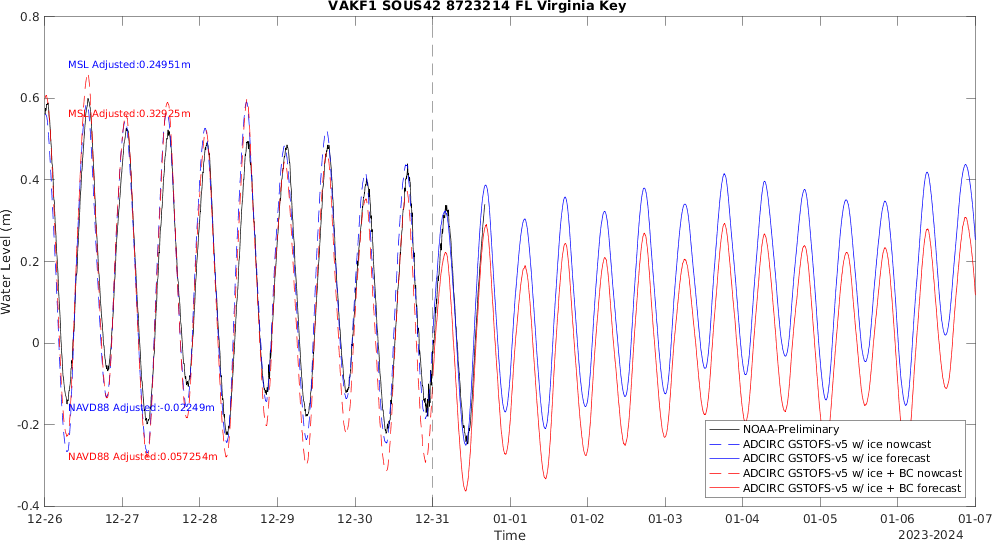 VAKF1 SOUS42 8723214 FL Virginia Key
0.8
0.6
0.4
0.2
0
-0.2
-0.4
Water Level (m)
MSL Adjusted:0.24951m
MSL Adjusted:0.32925m
NAVD88 Adjusted:-0.02249m
NAVD88 Adjusted:0.057254m
NOAA-Preliminary
ADCIRC GSTOFS-v5 w/ ice nowcast
ADCIRC GSTOFS-v5 w/ ice forecast
ADCIRC GSTOFS-v5 w/ ice + BC nowcast
ADCIRC GSTOFS-v5 w/ ice + BC forecast
12-26 12-27 12-28 12-29 12-30 12-31 01-01 01-02 01-03 01-04 01-05 01-06 01-07
Time
2023-2024